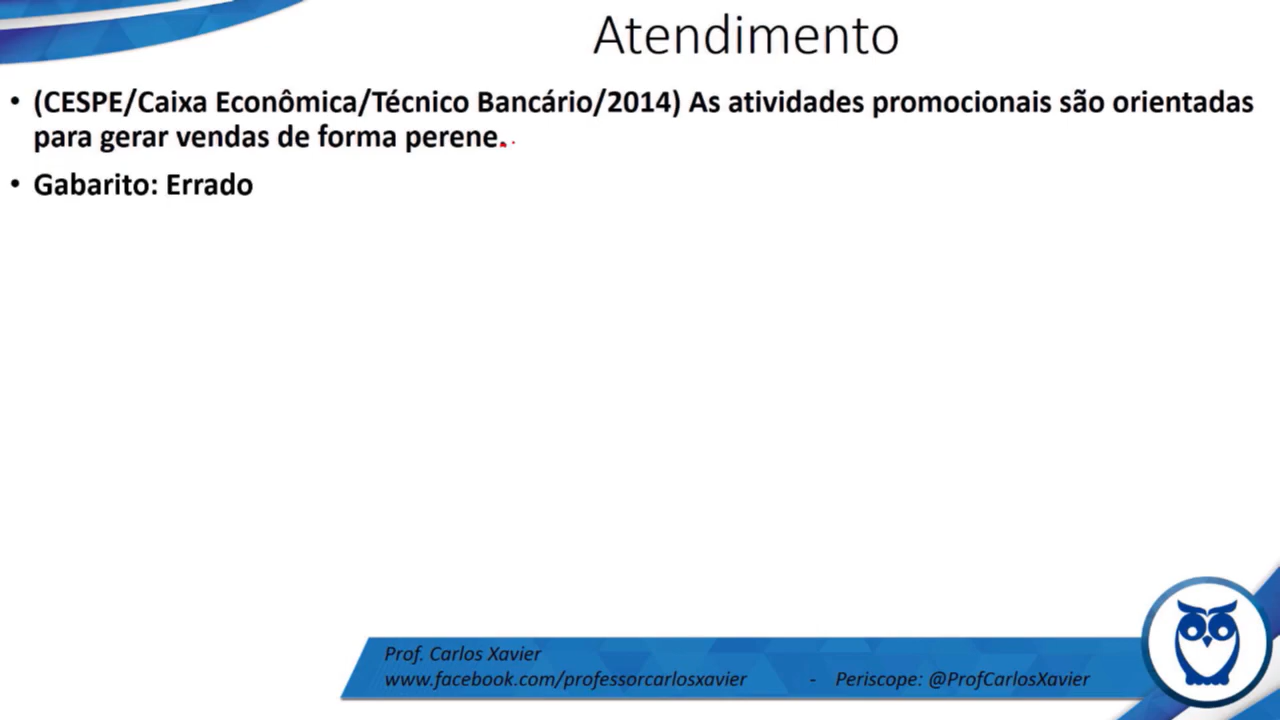 Atendimento
• (CESPE/Caixa Econômica/Técnico Bancário/2014) As atividades promocionais são orientadas
para gerar vendas de forma perene.
• Gabarito: Errado
Prof. Carlos Xavier
www.facebook.com/professorcarlosxavier - Periscope: @ProfCarlosXavier